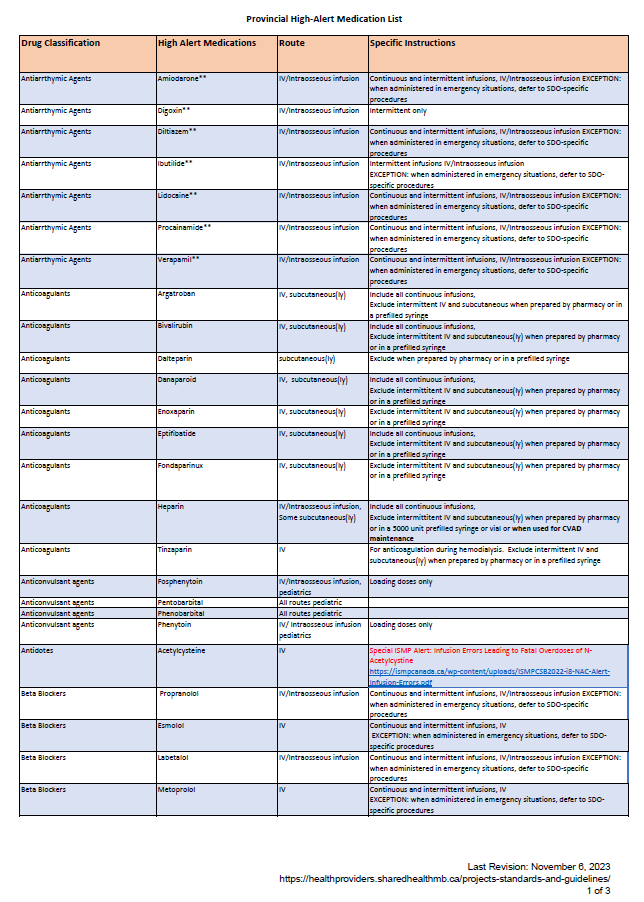 Provincial High-Alert Medication List
Drug Classification High Alert Medications Route Specific Instructions
Antiarrthymic Agents Amiodarone** IV/Intraosseous infusion Continuous and intermittent infusions, IV/Intraosseous infusion EXCEPTION:
when administered in emergency situations, defer to SDO-specific
procedures
Antiarrthymic Agents Digoxin** IV/Intraosseous infusion Intermittent only
Antiarrthymic Agents Diltiazem** IV/Intraosseous infusion Continuous and intermittent infusions, IV/Intraosseous infusion EXCEPTION:
when administered in emergency situations, defer to SDO-specific
procedures
Antiarrthymic Agents Ibutilide** IV/Intraosseous infusion Intermittent infusions IV/Intraosseous infusion
EXCEPTION: when administered in emergency situations, defer to SDO-
specific procedures
Antiarrthymic Agents Lidocaine** IV/Intraosseous infusion Continuous and intermittent infusions, IV/Intraosseous infusion EXCEPTION:
when administered in emergency situations, defer to SDO-specific
procedures
Antiarrthymic Agents Procainamide** IV/Intraosseous infusion Continuous and intermittent infusions, IV/Intraosseous infusion EXCEPTION:
when administered in emergency situations, defer to SDO-specific
procedures
Antiarrthymic Agents Verapamil** IV/Intraosseous infusion Continuous and intermittent infusions, IV/Intraosseous infusion EXCEPTION:
when administered in emergency situations, defer to SDO-specific
procedures
Anticoagulants Argatroban IV, subcutaneous(ly) Include all continuous infusions,
Exclude intermittent IV and subcutaneous when prepared by pharmacy or in
a prefilled syringe
Anticoagulants Bivalirubin IV, subcutaneous(ly) Include all continuous infusions,
Exclude intermittitent IV and subcutaneous(ly) when prepared by pharmacy
or in a prefilled syringe
Anticoagulants Dalteparin subcutaneous(ly) Exclude when prepared by pharmacy or in a prefilled syringe
Anticoagulants Danaparoid IV, subcutaneous(ly) Include all continuous infusions,
Exclude intermittitent IV and subcutaneous(ly) when prepared by pharmacy
or in a prefilled syringe
Anticoagulants Enoxaparin IV, subcutaneous(ly) Exclude intermittitent IV and subcutaneous(ly) when prepared by pharmacy
or in a prefilled syringe
Anticoagulants Eptifibatide IV, subcutaneous(ly) Include all continuous infusions,
Exclude intermittitent IV and subcutaneous(ly) when prepared by pharmacy
or in a prefilled syringe
Anticoagulants Fondaparinux IV, subcutaneous(ly) Exclude intermittitent IV and subcutaneous(ly) when prepared by pharmacy
or in a prefilled syringe
Anticoagulants Heparin IV/Intraosseous infusion, Include all continuous infusions,
Some subcutaneous(ly) Exclude intermittitent IV and subcutaneous(ly) when prepared by pharmacy
or in a 5000 unit prefilled syringe or vial or when used for CVAD
maintenance
Anticoagulants Tinzaparin IV For anticoagulation during hemodialysis. Exclude intermittent IV and
subcutaneous(ly) when prepared by pharmacy or in a prefilled syringe
Anticonvulsant agents Fosphenytoin IV/Intraosseous infusion, Loading doses only
pediatrics
Anticonvulsant agents Pentobarbital All routes pediatric
Anticonvulsant agents Phenobarbital All routes pediatric
Anticonvulsant agents Phenytoin IV/ Intraosseous infusion Loading doses only
pediatrics
Antidotes Acetylcysteine IV Special ISMP Alert: Infusion Errors Leading to Fatal Overdoses of N-
Acetylcystine
https://ismpcanada.ca/wp-content/uploads/ISMPCSB2022-i8-NAC-Alert-
Infusion-Errors.pdf
Beta Blockers Propranolol IV/Intraosseous infusion Continuous and intermittent infusions, IV/Intraosseous infusion EXCEPTION:
when administered in emergency situations, defer to SDO-specific
procedures
Beta Blockers Esmolol IV Continuous and intermittent infusions, IV
EXCEPTION: when administered in emergency situations, defer to SDO-
specific procedures
Beta Blockers Labetalol IV/Intraosseous infusion Continuous and intermittent infusions, IV/Intraosseous infusion EXCEPTION:
when administered in emergency situations, defer to SDO-specific
procedures
Beta Blockers Metoprolol IV Continuous and intermittent infusions, IV
EXCEPTION: when administered in emergency situations, defer to SDO-
specific procedures
Last Revision: November 6, 2023
https://healthproviders.sharedhealthmb.ca/projects-standards-and-guidelines/
1 of 3